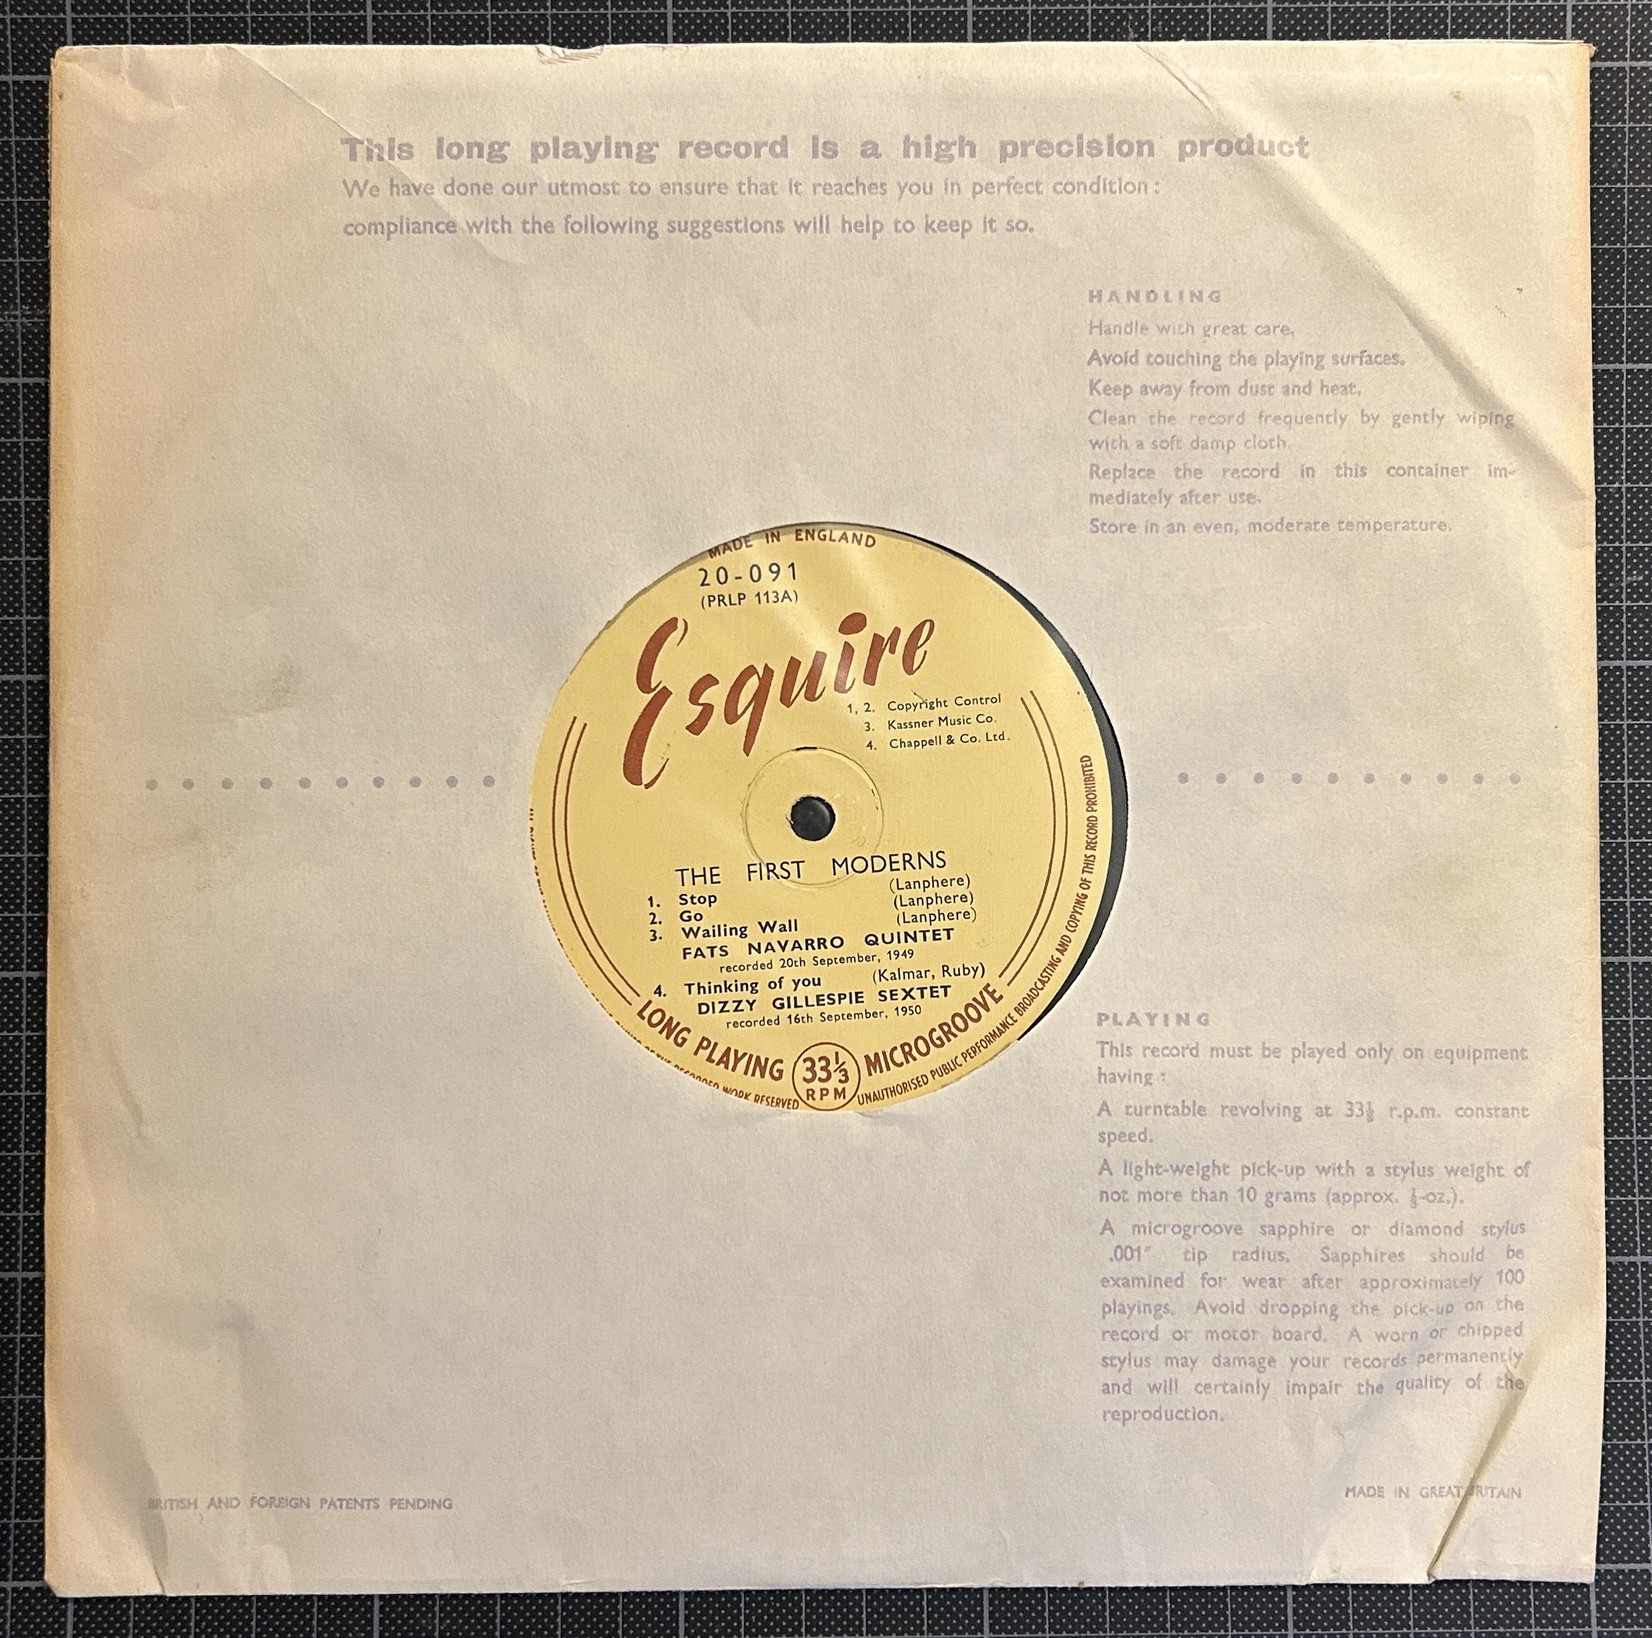 This long playing record is a high precision product
We have done our utmost to ensure that it reaches you in perfect condition:
compliance with the following suggestions will help to keep it so.
HANDLING
Handle with great care.
Avoid touching the playing surfaces.
Keep away from dust and heat.
Clean the record frequently by gently wiping
with a soft damp cloth.
Replace the record in this container im-
mediately after use.
Store in an even, moderate temperature.
MADE IN ENGLAND
20-091
(PRLP 113A)
Esquire
1, 2. Copyright Control
3. Kassner Music Co.
4. Chappell & Co. Ltd.
THE FIRST MODERNS
1. Stop (Lanphere)
2. Go (Lanphere)
3. Wailing Wall (Lanphere)
FATS NAVARRO QUINTET
recorded 20th September, 1949
4. Thinking of you (Kalmar, Ruby)
DIZZY GILLESPIE SEXTET
recorded 16th September, 1950
LONG PLAYING 33⅓ RPM MICROGROOVE
RECORDED WORK RESERVED
UNAUTHORISED PUBLIC PERFORMANCE BROADCASTING AND COPYING OF THIS RECORD PROHIBITED
PLAYING
This record must be played only on equipment
having:
A turntable revolving at 33⅓ r.p.m. constant
speed.
A light-weight pick-up with a stylus weight of
not more than 10 grams (approx. ⅓-oz.).
A microgroove sapphire or diamond stylus
.001" tip radius. Sapphires should be
examined for wear after approximately 100
playings. Avoid dropping the pick-up on the
record or motor board. A worn or chipped
stylus may damage your records permanently
and will certainly impair the quality of the
reproduction.
BRITISH AND FOREIGN PATENTS PENDING
MADE IN GREAT BRITAIN